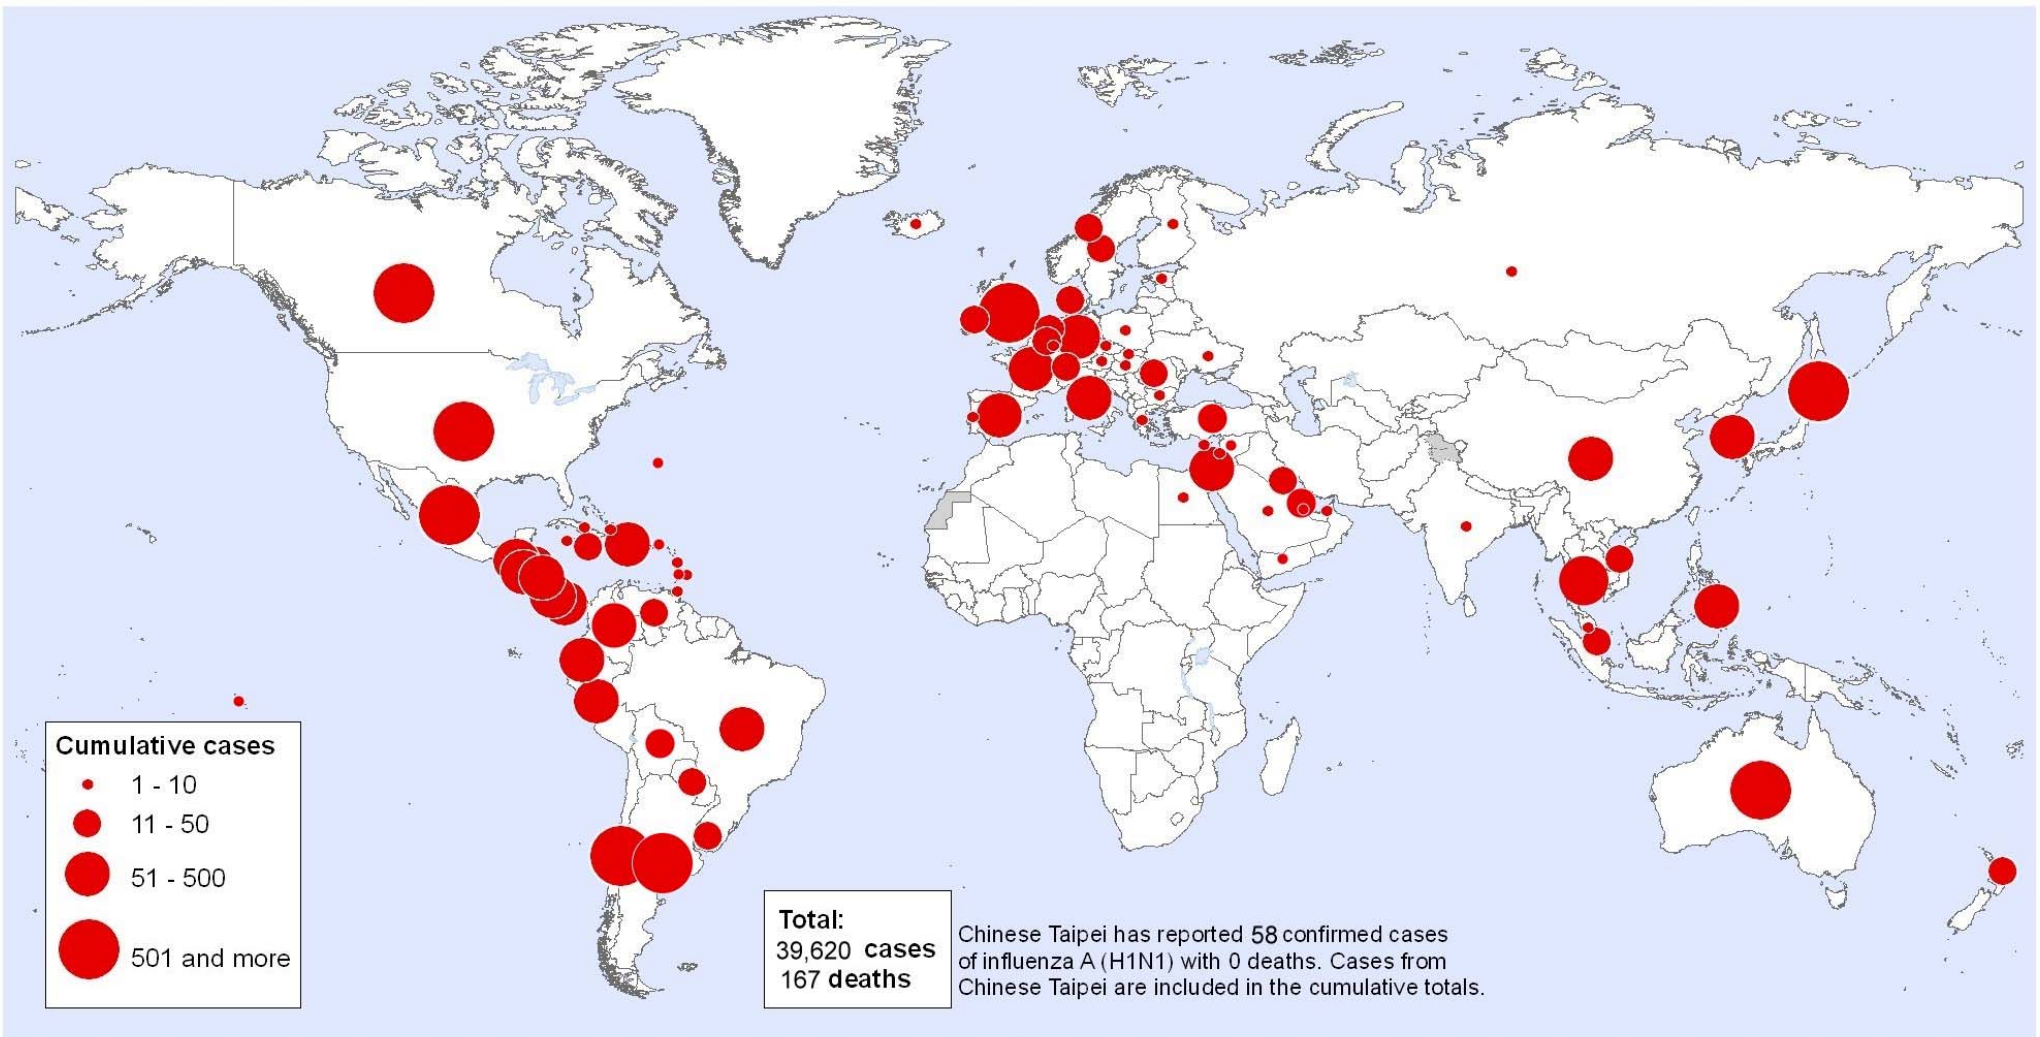 Cumulative cases
1 - 10
11 - 50
51 - 500
501 and more
Total:
39,620 cases
167 deaths
Chinese Taipei has reported 58 confirmed cases
of influenza A (H1N1) with 0 deaths. Cases from
Chinese Taipei are included in the cumulative totals.